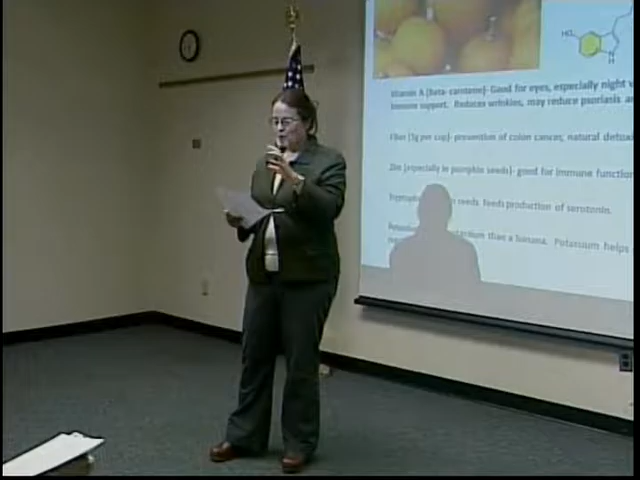 HO
N
H
Vitamin A (beta-carotene)- Good for eyes, especially night
immune support. Reduces wrinkles, may reduce psoriasis
Fiber (3g per cup)- prevention of colon cancer, natural
Zinc (especially in pumpkin seeds)- good for immune
seeds feeds production of serotonin.
than a banana. Potassium helps